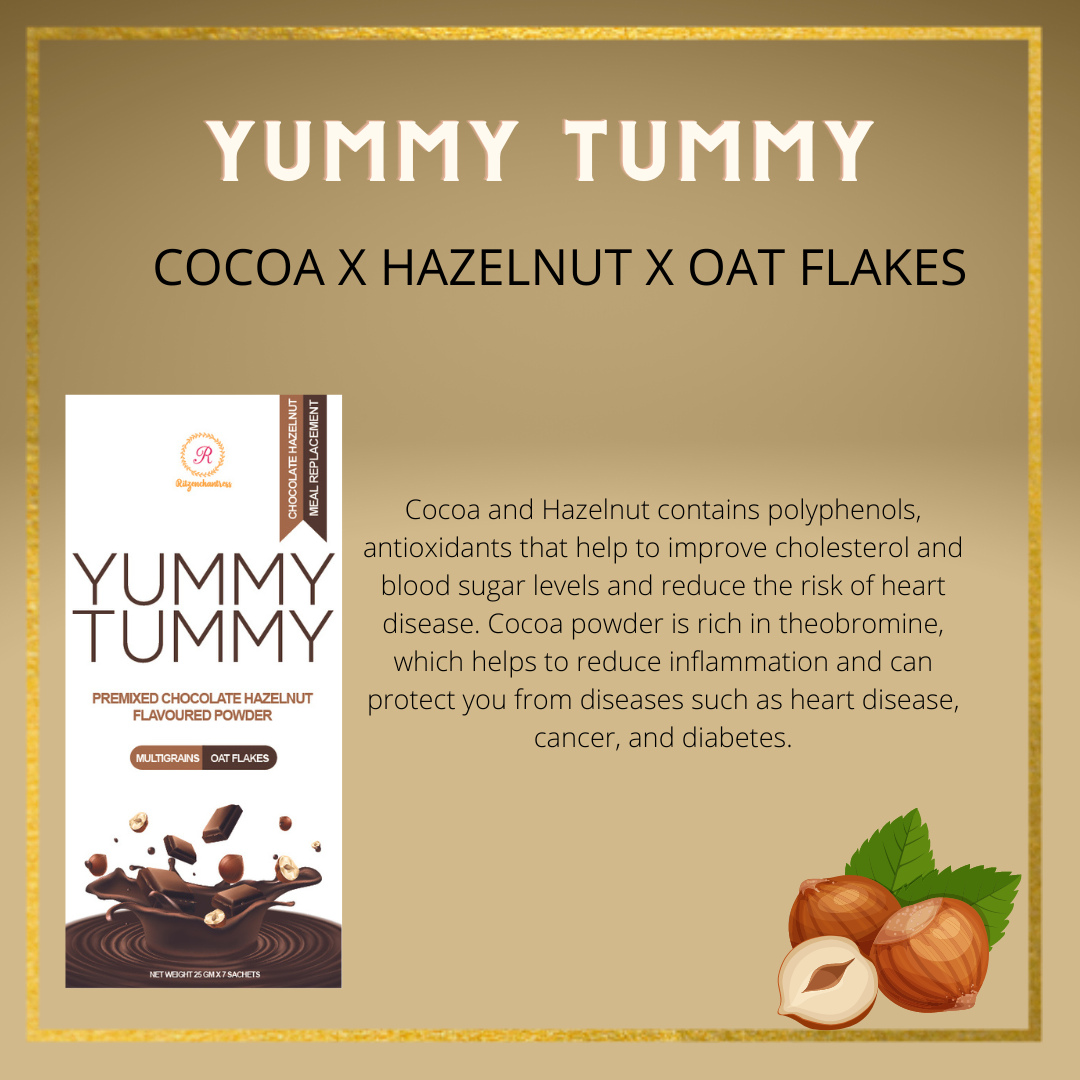 YUMMY TUMMY
COCOA X HAZELNUT X OAT FLAKES
CHOCOLATE HAZELNUT
MEAL REPLACEMENT
R
Ritzenchantress
YUMMY
TUMMY
PREMIXED CHOCOLATE HAZELNUT
FLAVOURED POWDER
MULTIGRAINS OAT FLAKES
NET WEIGHT 25 GM X 7 SACHETS
Cocoa and Hazelnut contains polyphenols,
antioxidants that help to improve cholesterol and
blood sugar levels and reduce the risk of heart
disease. Cocoa powder is rich in theobromine,
which helps to reduce inflammation and can
protect you from diseases such as heart disease,
cancer, and diabetes.